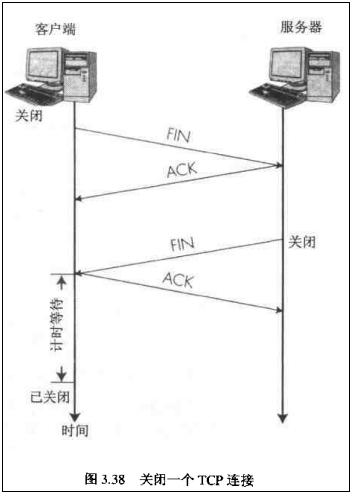 客户端
服务器
关闭
FIN
ACK
FIN
关闭
ACK
计时等待
已关闭
时间
图 3.38 关闭一个 TCP 连接